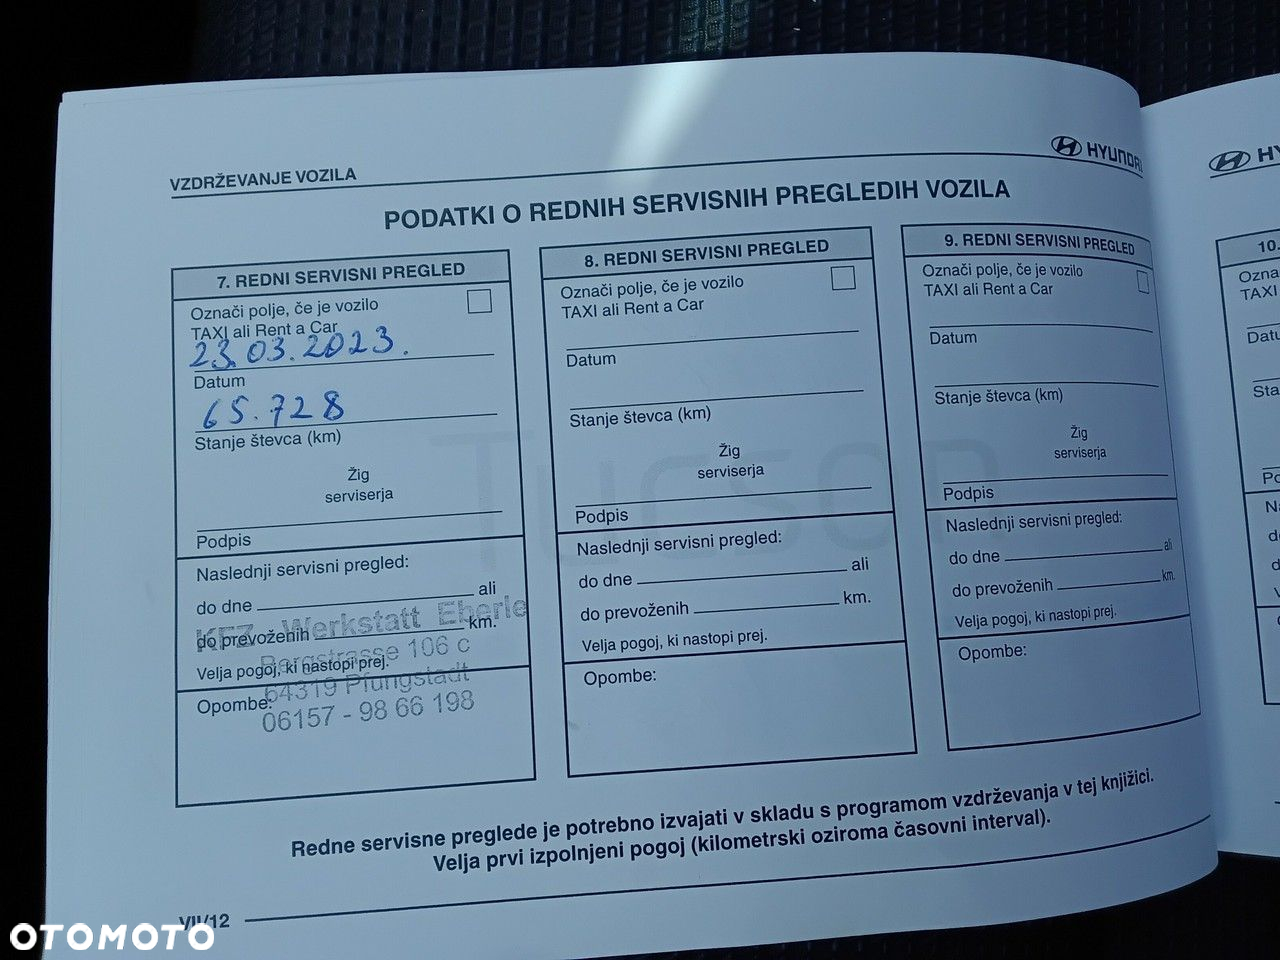 VZDRŽEVANJE VOZILA
HYUNDAI
PODATKI O REDNIH SERVISNIH PREGLEDIH VOZILA
7. REDNI SERVISNI PREGLED
Označi polje, če je vozilo
TAXI ali Rent a Car
23.03.2023.
Datum
65.728
Stanje števca (km)
Žig
serviserja
Podpis
Naslednji servisni pregled:
do dne ali
do prevoženih km.
Velja pogoj, ki nastopi prej.
Opombe:
KFZ - Werkstatt Eberle
Bergstrasse 106 c
64319 Pfungstadt
06157 - 98 66 198
8. REDNI SERVISNI PREGLED
Označi polje, če je vozilo
TAXI ali Rent a Car
Datum
Stanje števca (km)
Žig
serviserja
Podpis
Naslednji servisni pregled:
do dne ali
do prevoženih km.
Velja pogoj, ki nastopi prej.
Opombe:
9. REDNI SERVISNI PREGLED
Označi polje, če je vozilo
TAXI ali Rent a Car
Datum
Stanje števca (km)
Žig
serviserja
Podpis
Naslednji servisni pregled:
do dne ali
do prevoženih km.
Velja pogoj, ki nastopi prej.
Opombe:
Tucson
Redne servisne preglede je potrebno izvajati v skladu s programom vzdrževanja v tej knjižici.
Velja prvi izpolnjeni pogoj (kilometrski oziroma časovni interval).
VII/12
HY
10.
TAXI
OTOMOTO